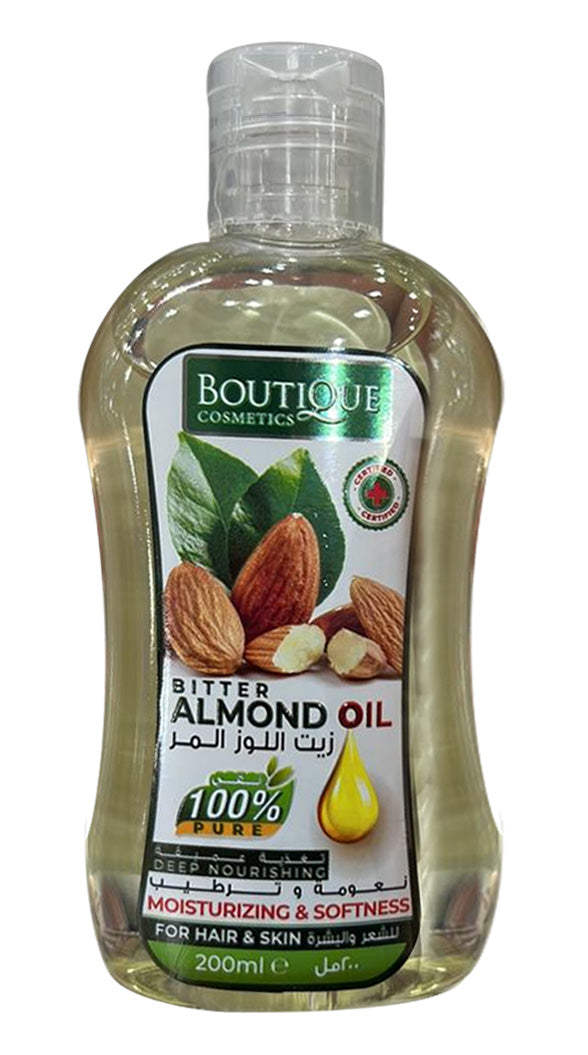 BOUTIQUE
COSMETICS
CERTIFIED
CERTIFIED
BITTER
ALMOND OIL
زيت اللوز المر
نقي
100%
PURE
تغذية عميقة
DEEP NOURISHING
نعومة و ترطيب
MOISTURIZING & SOFTNESS
FOR HAIR & SKIN للشعر والبشرة
200ml e ٢٠٠مل